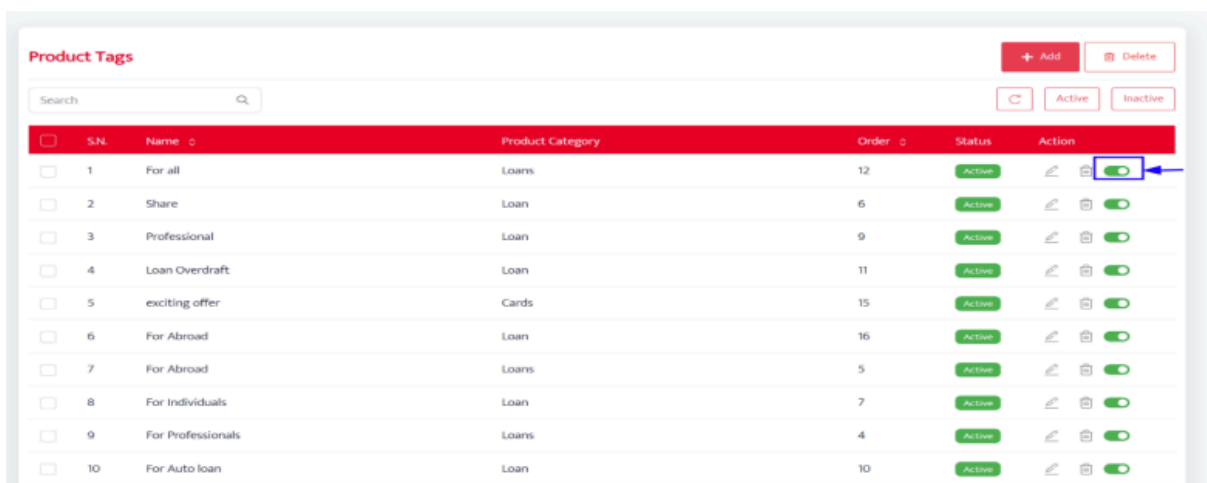 Product Tags + Add Delete
Search Active Inactive
S.N. Name Product Category Order Status Action
1 For all Loans 12 Active
2 Share Loan 6 Active
3 Professional Loan 9 Active
4 Loan Overdraft Loan 11 Active
5 exciting offer Cards 15 Active
6 For Abroad Loan 16 Active
7 For Abroad Loans 5 Active
8 For Individuals Loan 7 Active
9 For Professionals Loans 4 Active
10 For Auto loan Loan 10 Active